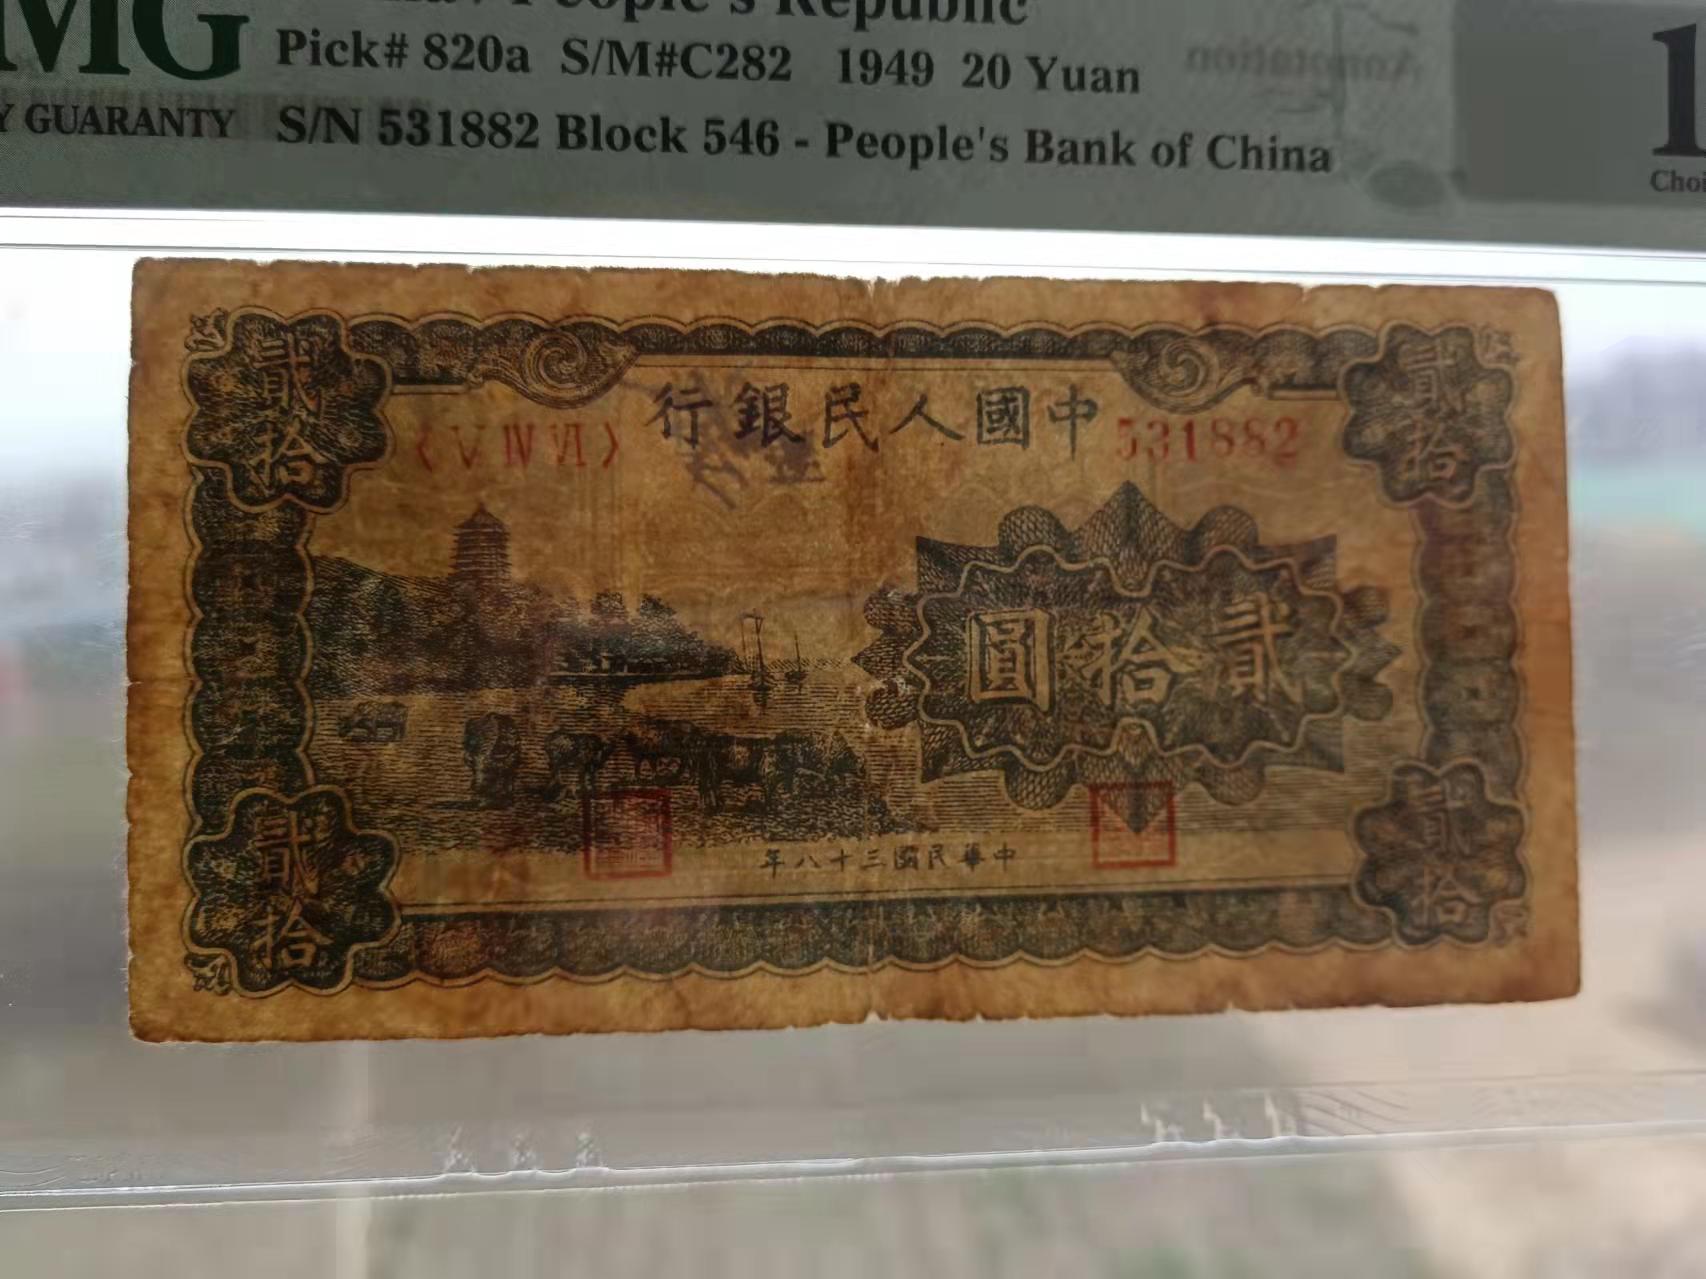 People's Republic
PMG
Pick# 820a S/M#C282 1949 20 Yuan
Y GUARANTY
S/N 531882 Block 546 - People's Bank of China
1
Choi
Annotation
貳拾
貳拾
行銀民人國中
〈Ⅴ Ⅳ Ⅵ〉
531882
圓拾貳
年八十三國民華中
貳拾
貳拾